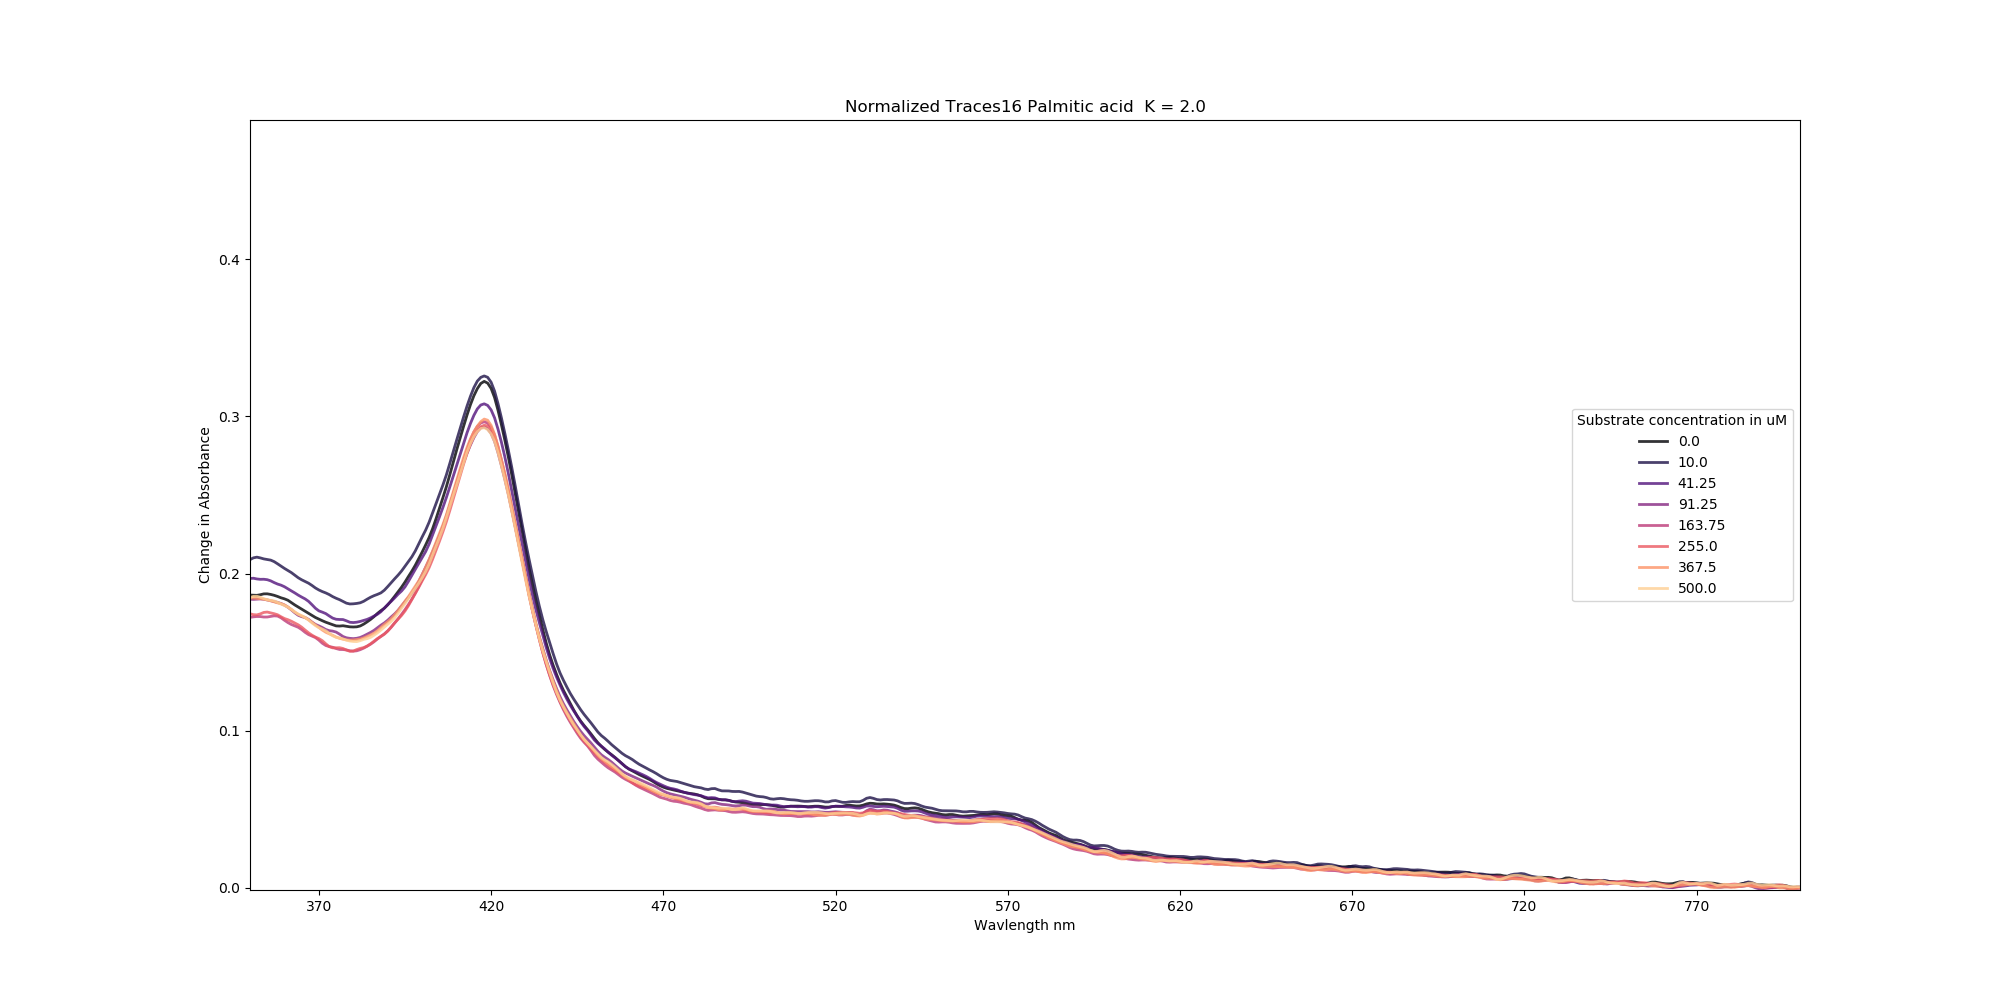 Normalized Traces16 Palmitic acid  K = 2.0
Change in Absorbance
0.4
0.3
0.2
0.1
0.0
Substrate concentration in uM
0.0
10.0
41.25
91.25
163.75
255.0
367.5
500.0
370 420 470 520 570 620 670 720 770
Wavlength nm